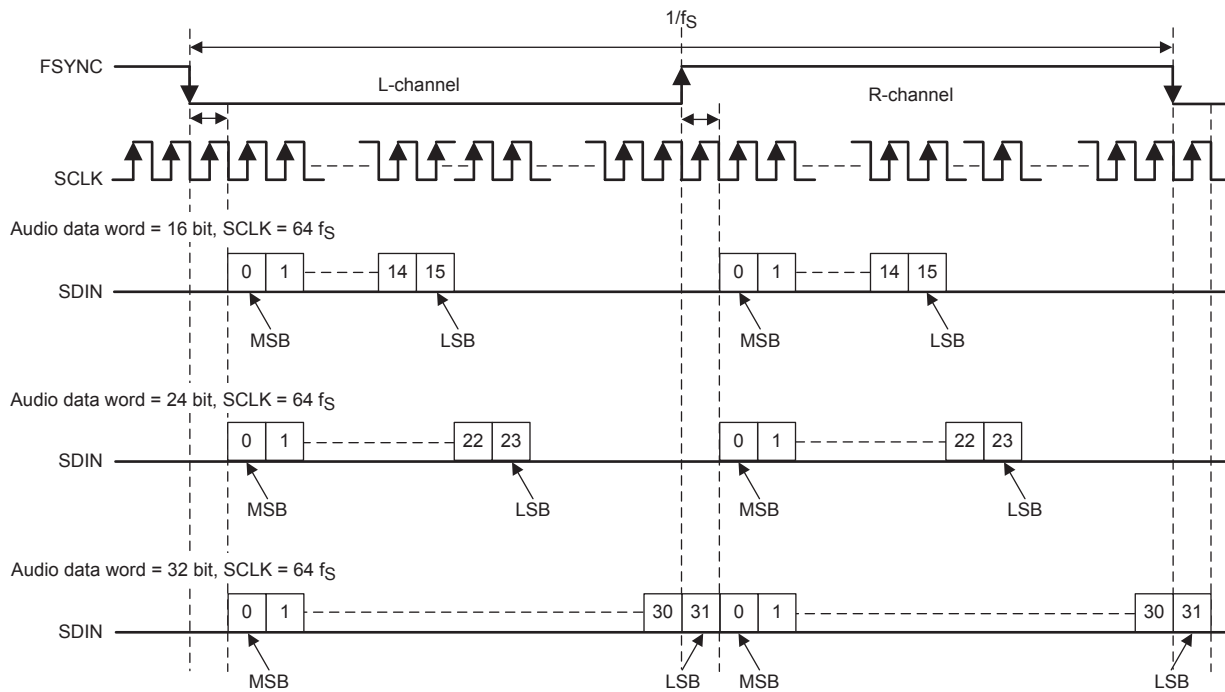 1/fS
FSYNC
L-channel
R-channel
SCLK
Audio data word = 16 bit, SCLK = 64 fS
0 1 14 15 0 1 14 15
SDIN
MSB LSB MSB LSB
Audio data word = 24 bit, SCLK = 64 fS
0 1 22 23 0 1 22 23
SDIN
MSB LSB MSB LSB
Audio data word = 32 bit, SCLK = 64 fS
0 1 30 31 0 1 30 31
SDIN
MSB LSB MSB LSB